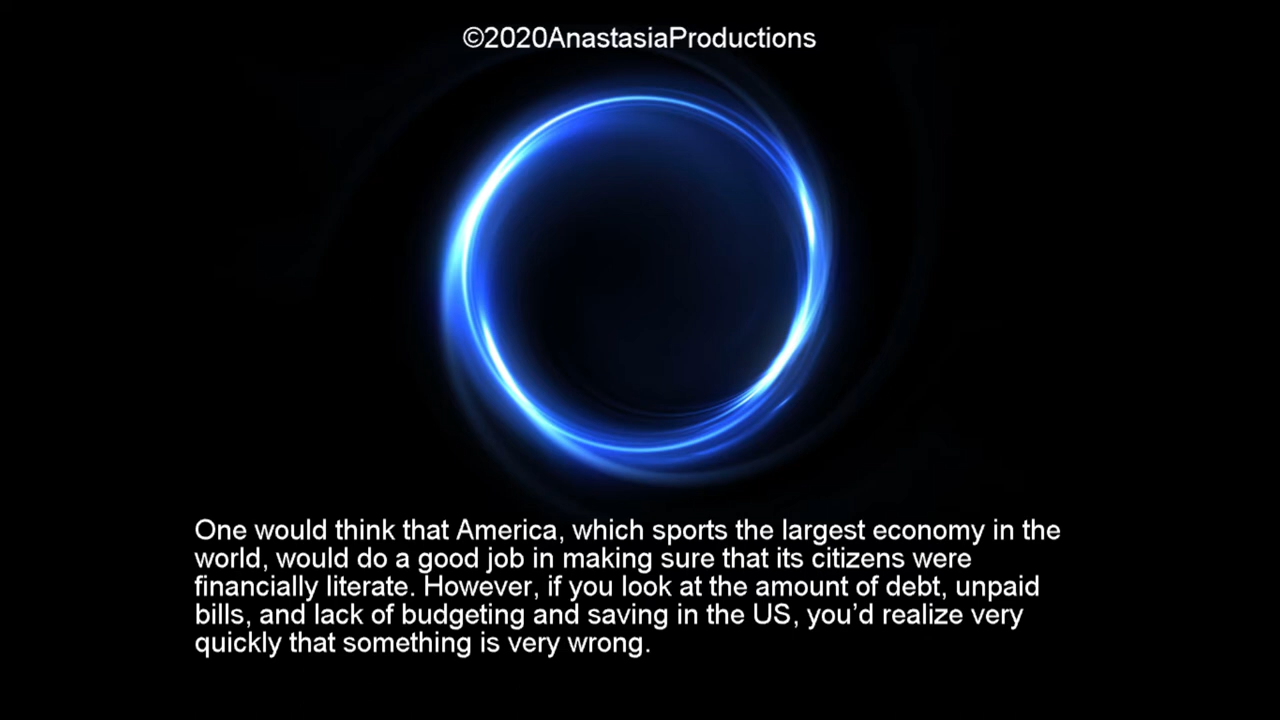 ©2020AnastasiaProductions
One would think that America, which sports the largest economy in the
world, would do a good job in making sure that its citizens were
financially literate. However, if you look at the amount of debt, unpaid
bills, and lack of budgeting and saving in the US, you’d realize very
quickly that something is very wrong.